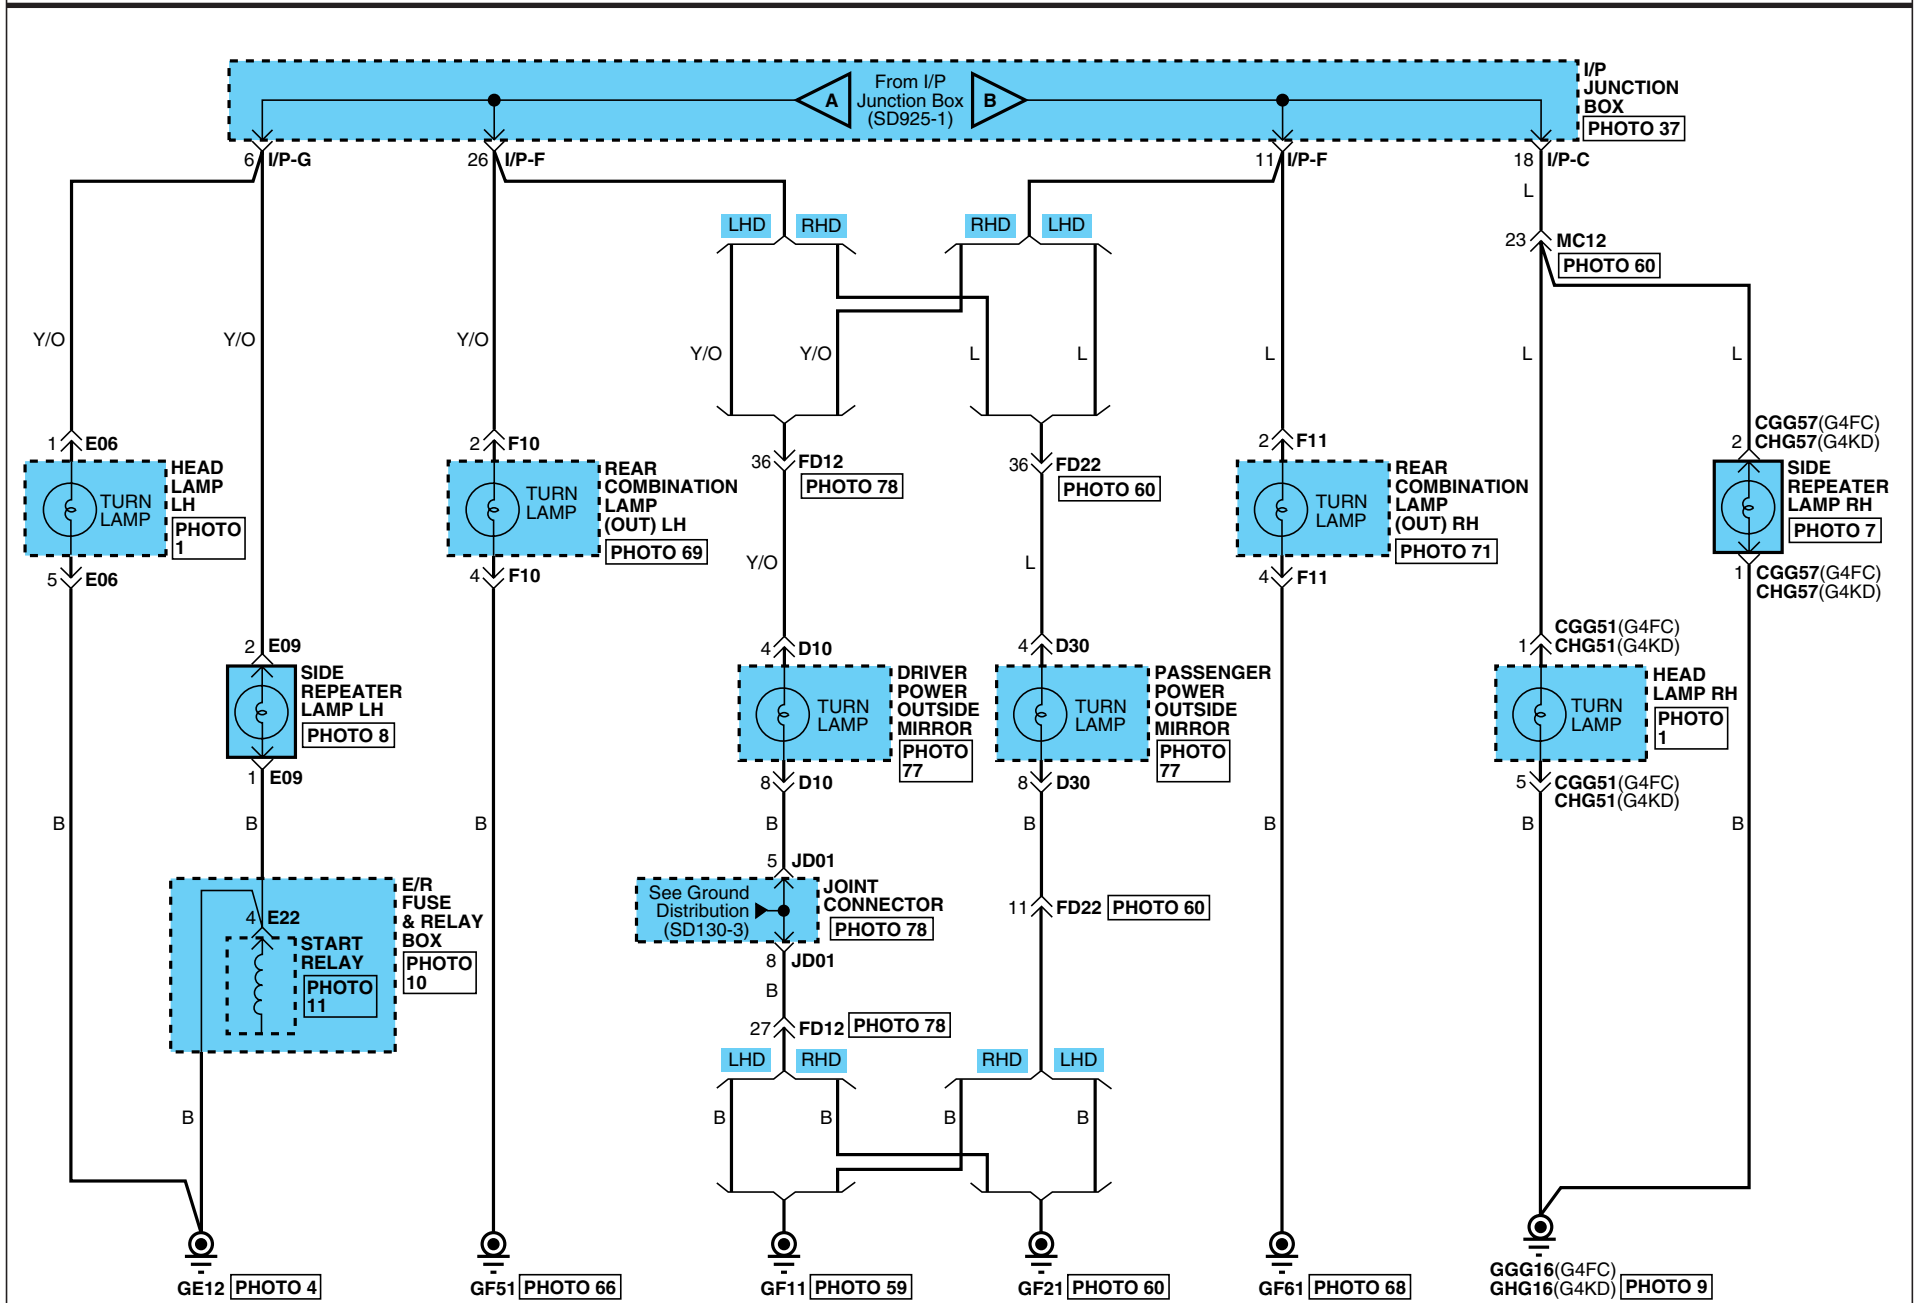 From I/P
Junction Box
(SD925-1)
A
B
I/P
JUNCTION
BOX
PHOTO 37
6 I/P-G
26 I/P-F
11 I/P-F
18 I/P-C
L
LHD RHD
RHD LHD
23 MC12
PHOTO 60
Y/O
Y/O
Y/O
Y/O
Y/O
L
L
L
L
L
1 E06
HEAD
LAMP
LH
PHOTO
1
TURN
LAMP
5 E06
2 F10
REAR
COMBINATION
LAMP
(OUT) LH
PHOTO 69
TURN
LAMP
4 F10
36 FD12
PHOTO 78
Y/O
36 FD22
PHOTO 60
L
2 F11
REAR
COMBINATION
LAMP
(OUT) RH
PHOTO 71
TURN
LAMP
4 F11
CGG57(G4FC)
2 CHG57(G4KD)
SIDE
REPEATER
LAMP RH
PHOTO 7
1 CGG57(G4FC)
CHG57(G4KD)
2 E09
SIDE
REPEATER
LAMP LH
PHOTO 8
1 E09
4 D10
DRIVER
POWER
OUTSIDE
MIRROR
PHOTO
77
TURN
LAMP
8 D10
4 D30
PASSENGER
POWER
OUTSIDE
MIRROR
PHOTO
77
TURN
LAMP
8 D30
CGG51(G4FC)
1 CHG51(G4KD)
HEAD
LAMP RH
PHOTO
1
TURN
LAMP
5 CGG51(G4FC)
CHG51(G4KD)
B
B
B
B
B
B
B
B
E/R
FUSE
& RELAY
BOX
PHOTO
10
4 E22
START
RELAY
PHOTO
11
5 JD01
See Ground
Distribution
(SD130-3)
JOINT
CONNECTOR
PHOTO 78
8 JD01
B
11 FD22 PHOTO 60
27 FD12 PHOTO 78
LHD RHD
RHD LHD
B
B
B
B
B
GE12 PHOTO 4
GF51 PHOTO 66
GF11 PHOTO 59
GF21 PHOTO 60
GF61 PHOTO 68
GGG16(G4FC)
GHG16(G4KD) PHOTO 9